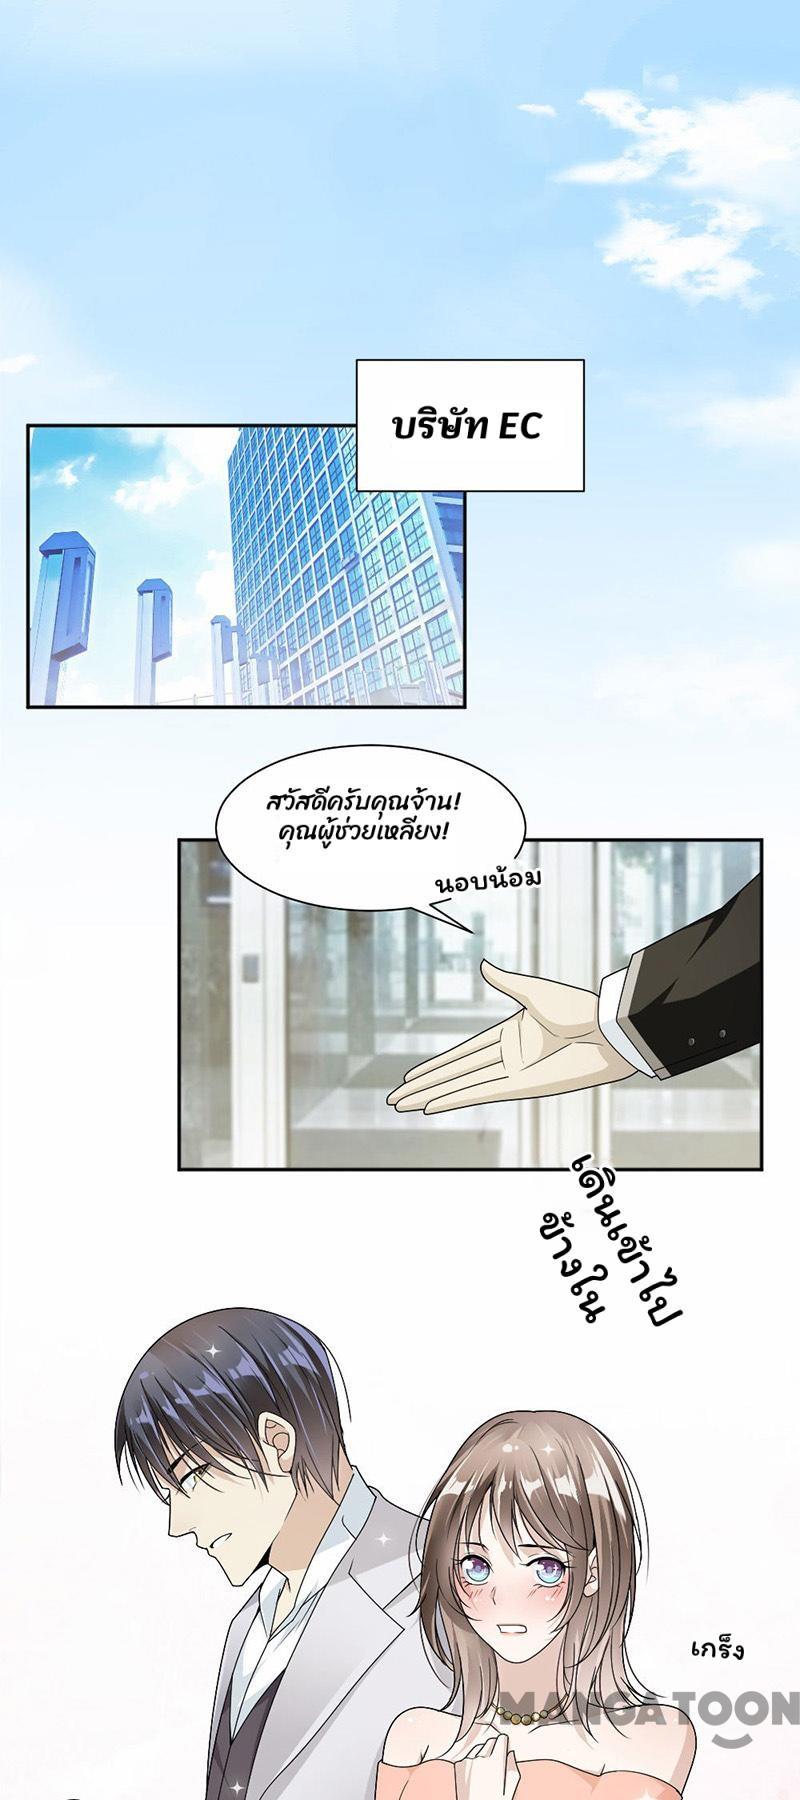 บริษัท EC
สวัสดีครับคุณจ้าน!
คุณผู้ช่วยเหลียง!
นอบน้อม
เดินเข้าไป
ข้างใน
เกร็ง
MANGATOON